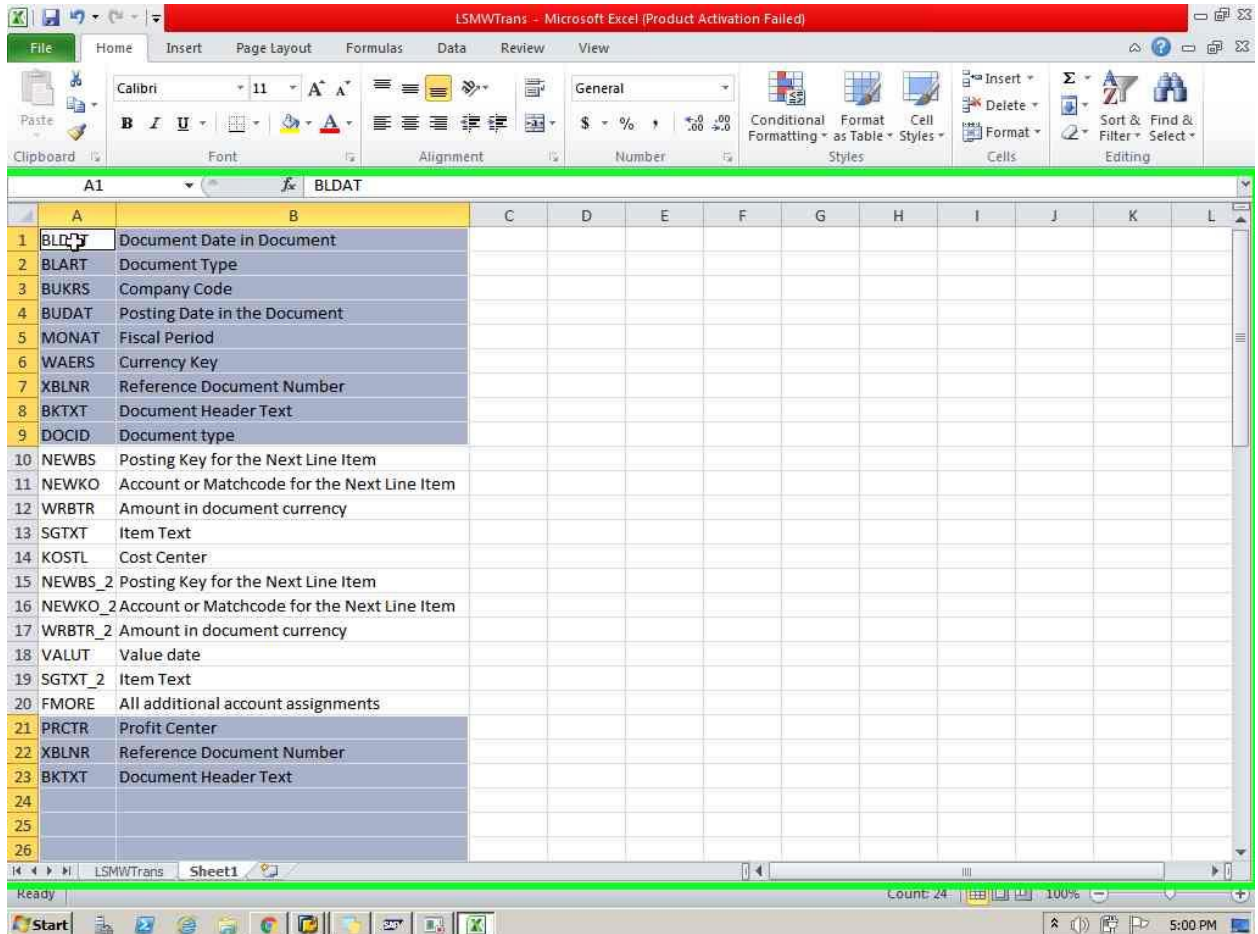 LSMWTrans - Microsoft Excel (Product Activation Failed)
File Home Insert Page Layout Formulas Data Review View
Paste
Calibri 11 A A
B I U A
General
$ % ,
Conditional Formatting
Format as Table
Cell Styles
Insert
Delete
Format
Σ
Sort & Filter
Find & Select
Clipboard Font Alignment Number Styles Cells Editing
A1 fx BLDAT
A B C D E F G H I J K L
1 Document Date in Document
2 BLART Document Type
3 BUKRS Company Code
4 BUDAT Posting Date in the Document
5 MONAT Fiscal Period
6 WAERS Currency Key
7 XBLNR Reference Document Number
8 BKTXT Document Header Text
9 DOCID Document type
10 NEWBS Posting Key for the Next Line Item
11 NEWKO Account or Matchcode for the Next Line Item
12 WRBTR Amount in document currency
13 SGTXT Item Text
14 KOSTL Cost Center
15 NEWBS_2 Posting Key for the Next Line Item
16 NEWKO_2 Account or Matchcode for the Next Line Item
17 WRBTR_2 Amount in document currency
18 VALUT Value date
19 SGTXT_2 Item Text
20 FMORE All additional account assignments
21 PRCTR Profit Center
22 XBLNR Reference Document Number
23 BKTXT Document Header Text
24
25
26
LSMWTrans Sheet1
Ready Count: 24 100%
Start 5:00 PM